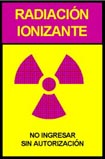 RADIACIÓN
IONIZANTE
NO INGRESAR
SIN AUTORIZACIÓN